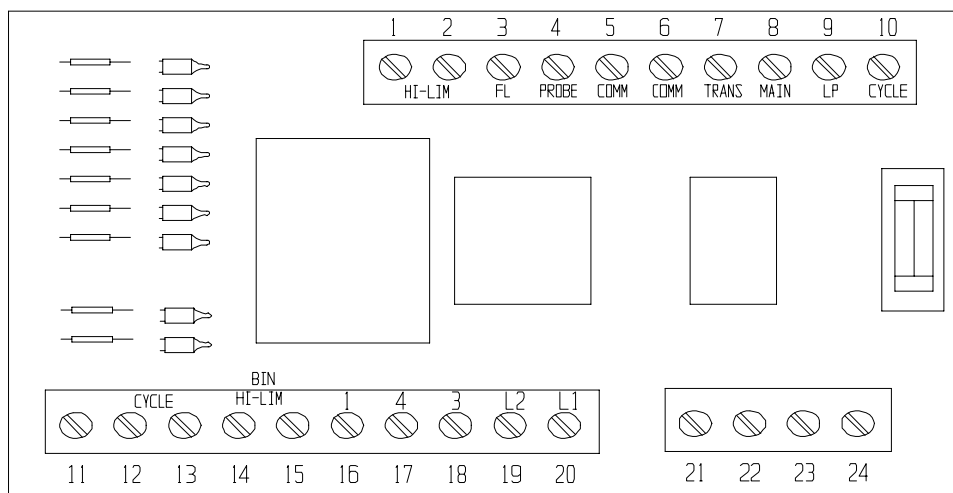 1 2 3 4 5 6 7 8 9 10
HI-LIM FL PROBE COMM COMM TRANS MAIN LP CYCLE
BIN
CYCLE HI-LIM 1 4 3 L2 L1
11 12 13 14 15 16 17 18 19 20
21 22 23 24